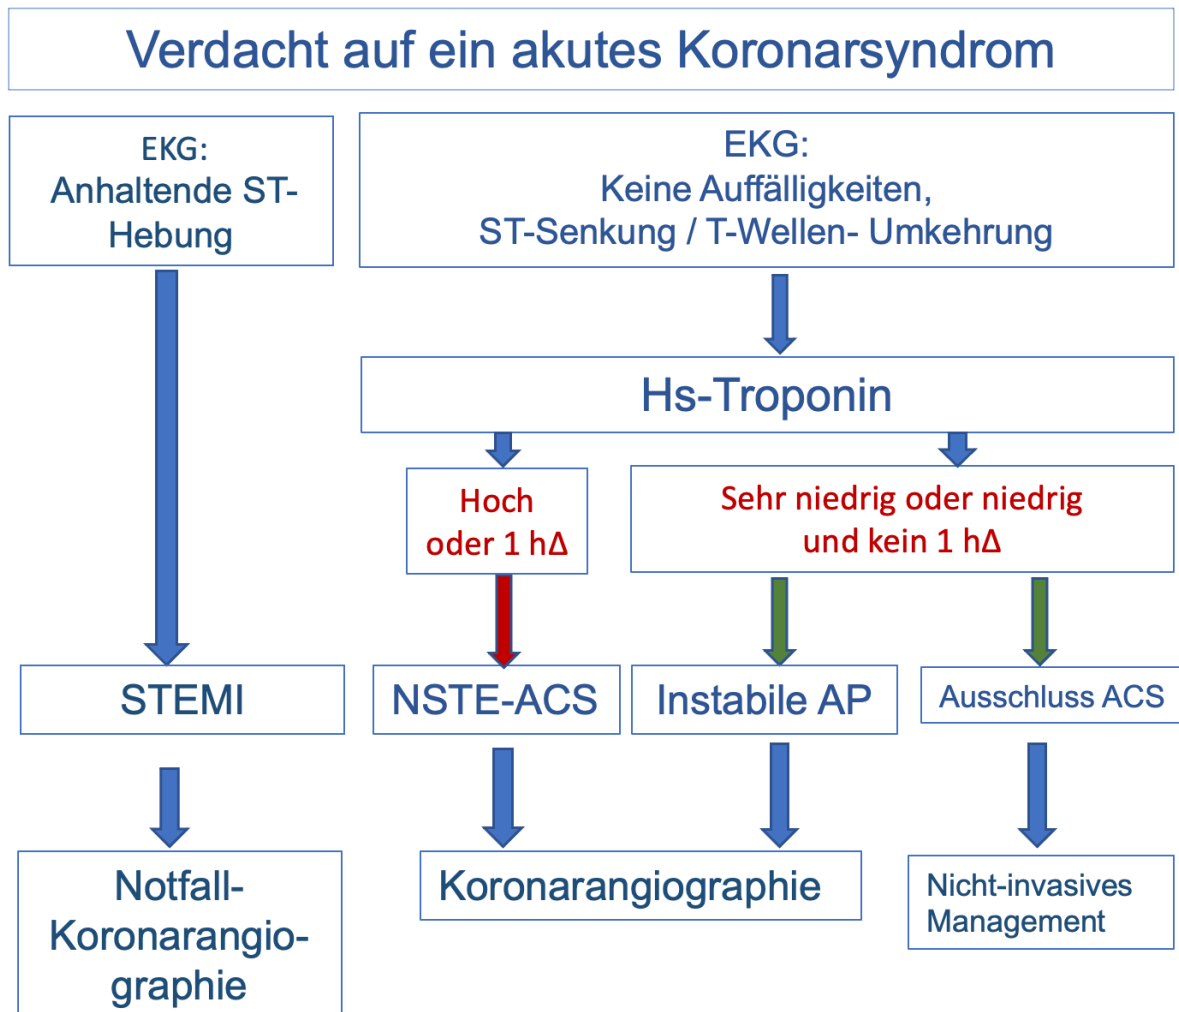 Verdacht auf ein akutes Koronarsyndrom
EKG:
Anhaltende ST-
Hebung
EKG:
Keine Auffälligkeiten,
ST-Senkung / T-Wellen- Umkehrung
Hs-Troponin
Hoch
oder 1 hΔ
Sehr niedrig oder niedrig
und kein 1 hΔ
STEMI
NSTE-ACS
Instabile AP
Ausschluss ACS
Notfall-
Koronarangio-
graphie
Koronarangiographie
Nicht-invasives
Management